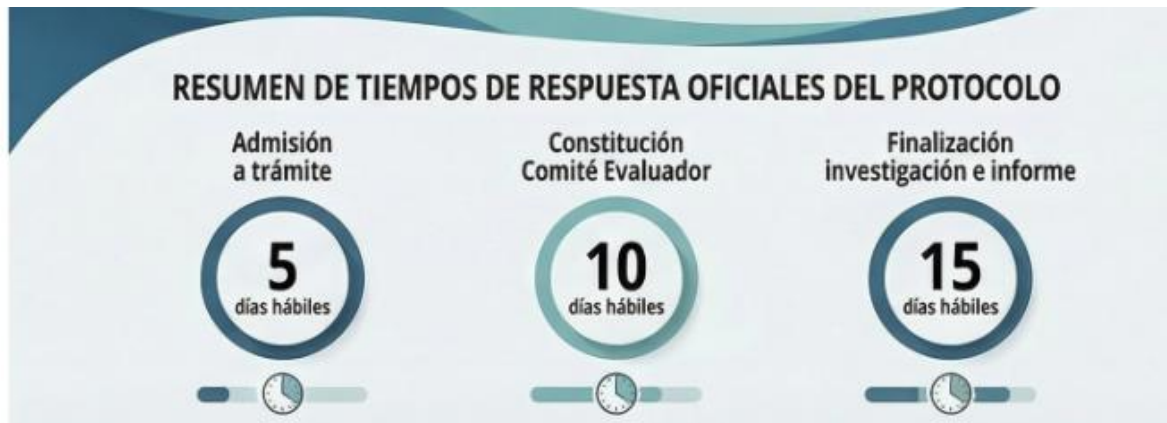 RESUMEN DE TIEMPOS DE RESPUESTA OFICIALES DEL PROTOCOLO
Admisión
a trámite
5
días hábiles
Constitución
Comité Evaluador
10
días hábiles
Finalización
investigación e informe
15
días hábiles